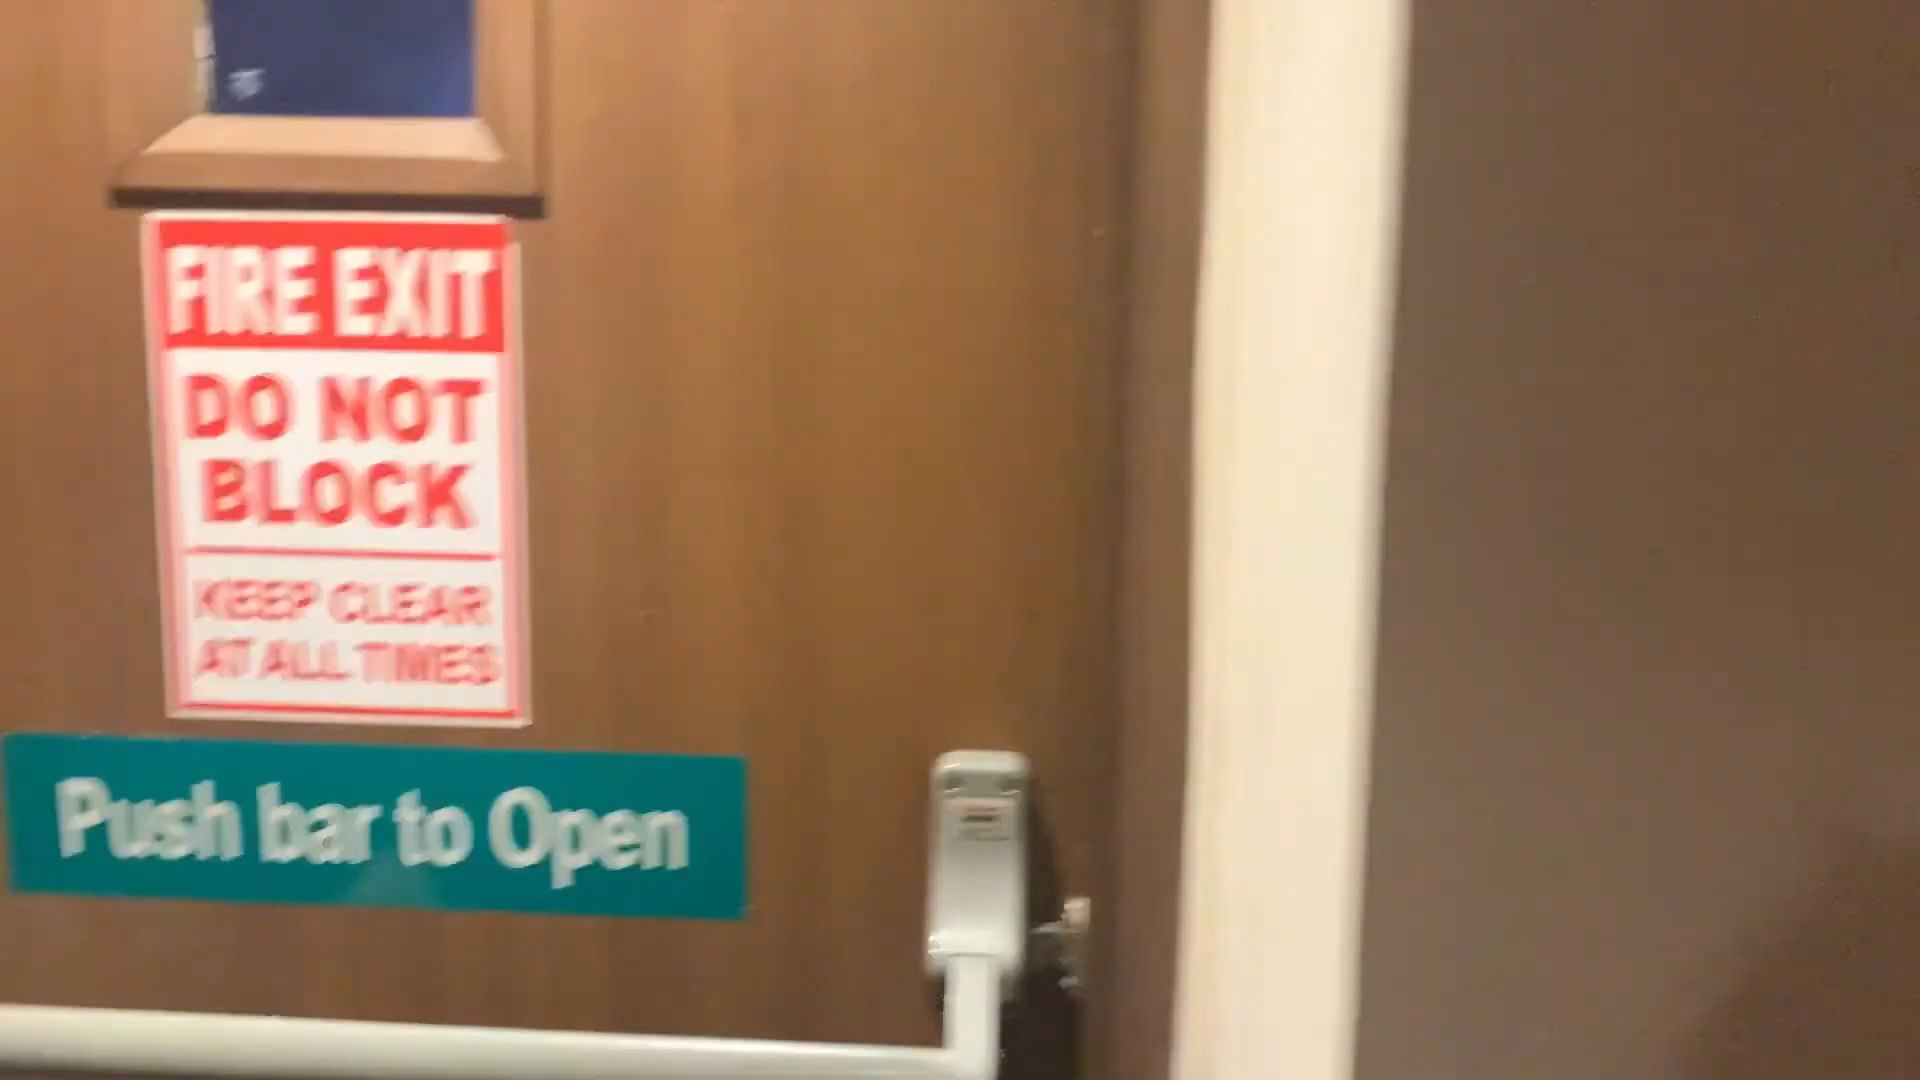 FIRE EXIT
DO NOT
BLOCK
KEEP CLEAR
AT ALL TIMES
Push bar to Open